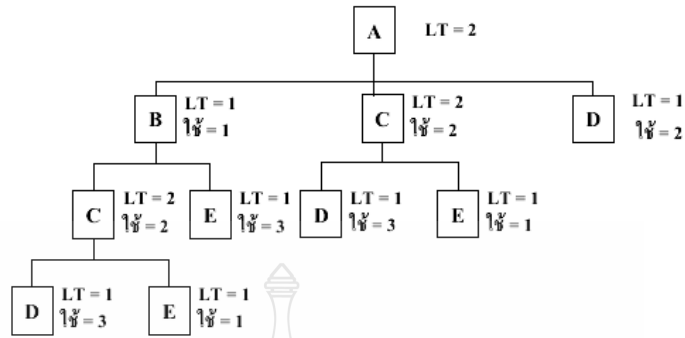 A LT = 2
B LT = 1
ใช้ = 1
C LT = 2
ใช้ = 2
D LT = 1
ใช้ = 2
C LT = 2
ใช้ = 2
E LT = 1
ใช้ = 3
D LT = 1
ใช้ = 3
E LT = 1
ใช้ = 1
D LT = 1
ใช้ = 3
E LT = 1
ใช้ = 1